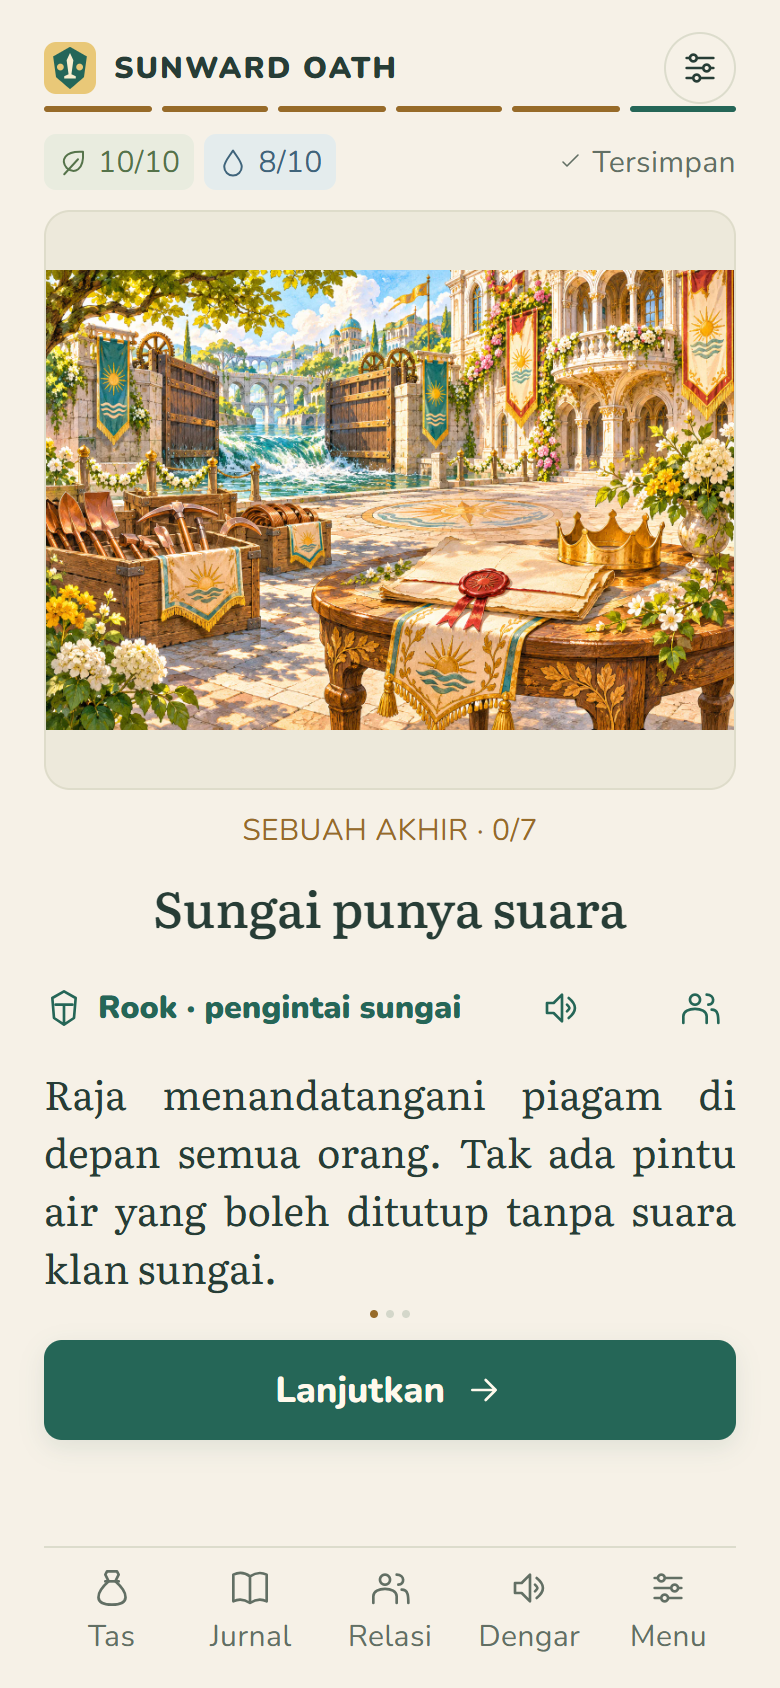 SUNWARD OATH
10/10
8/10
Tersimpan
SEBUAH AKHIR · 0/7
Sungai punya suara
Rook · pengintai sungai
Raja menandatangani piagam di
depan semua orang. Tak ada pintu
air yang boleh ditutup tanpa suara
klan sungai.
Lanjutkan
Tas
Jurnal
Relasi
Dengar
Menu